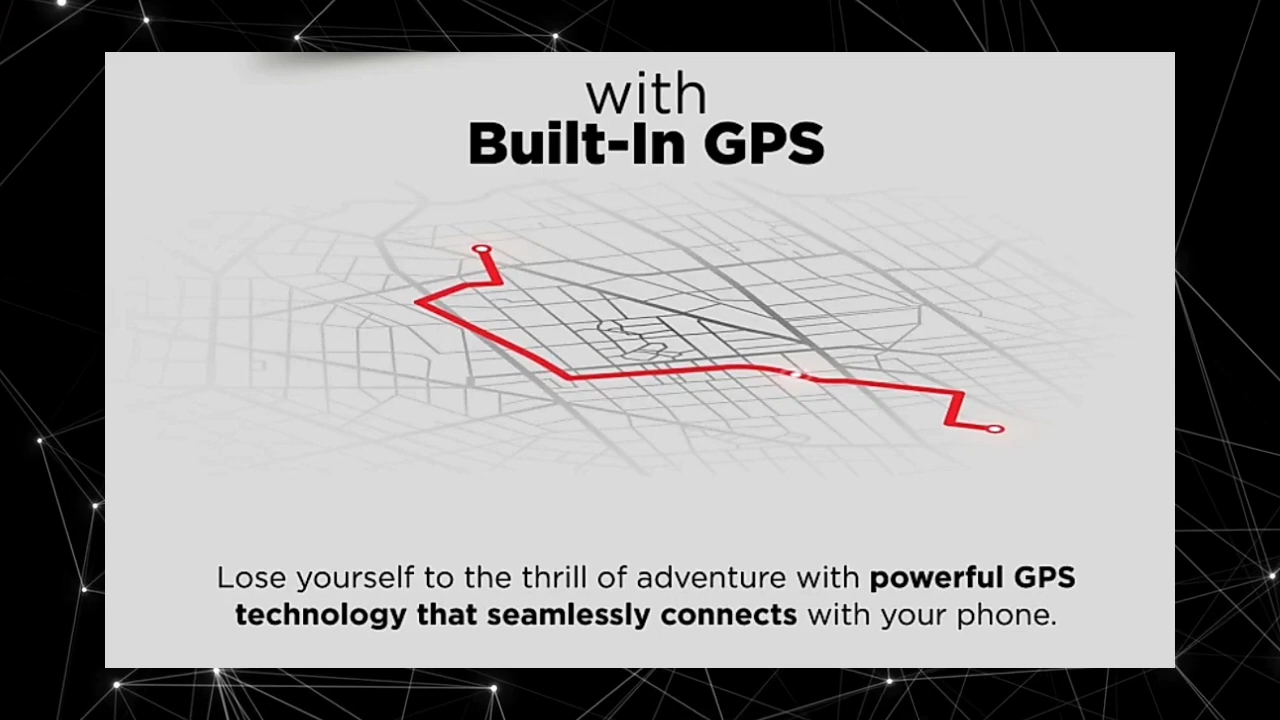 with
Built-In GPS
Lose yourself to the thrill of adventure with powerful GPS
technology that seamlessly connects with your phone.